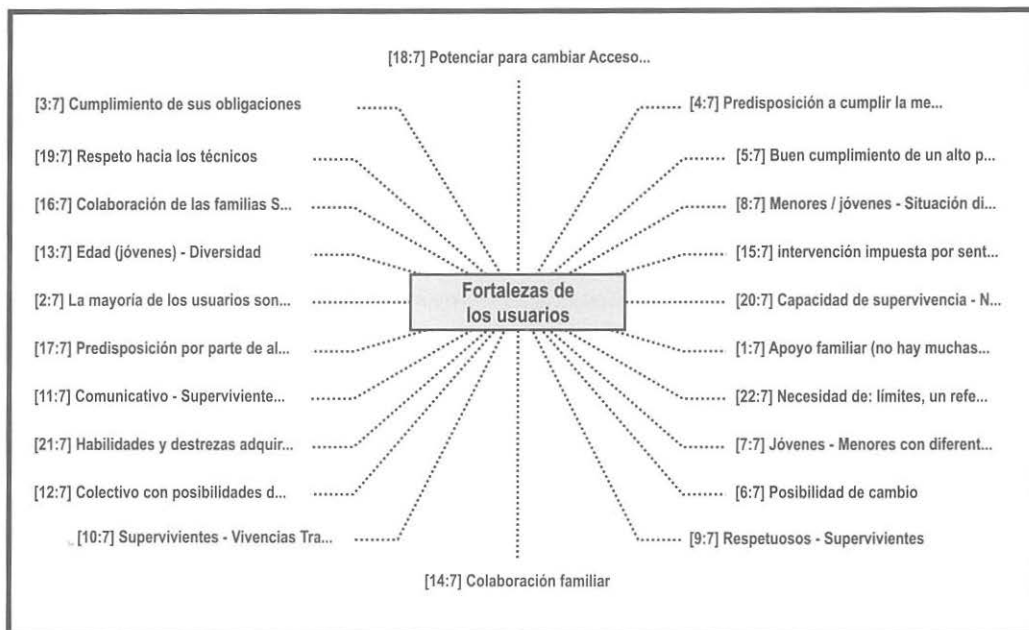 [18:7] Potenciar para cambiar Acceso...
[3:7] Cumplimiento de sus obligaciones
[19:7] Respeto hacia los técnicos
[16:7] Colaboración de las familias S...
[13:7] Edad (jóvenes) - Diversidad
[2:7] La mayoría de los usuarios son...
[17:7] Predisposición por parte de al...
[11:7] Comunicativo - Superviviente...
[21:7] Habilidades y destrezas adquir...
[12:7] Colectivo con posibilidades d...
[10:7] Supervivientes - Vivencias Tra...
Fortalezas de
los usuarios
[4:7] Predisposición a cumplir la me...
[5:7] Buen cumplimiento de un alto p...
[8:7] Menores / jóvenes - Situación di...
[15:7] intervención impuesta por sent...
[20:7] Capacidad de supervivencia - N...
[1:7] Apoyo familiar (no hay muchas...
[22:7] Necesidad de: límites, un refe...
[7:7] Jóvenes - Menores con diferent...
[6:7] Posibilidad de cambio
[9:7] Respetuosos - Supervivientes
[14:7] Colaboración familiar